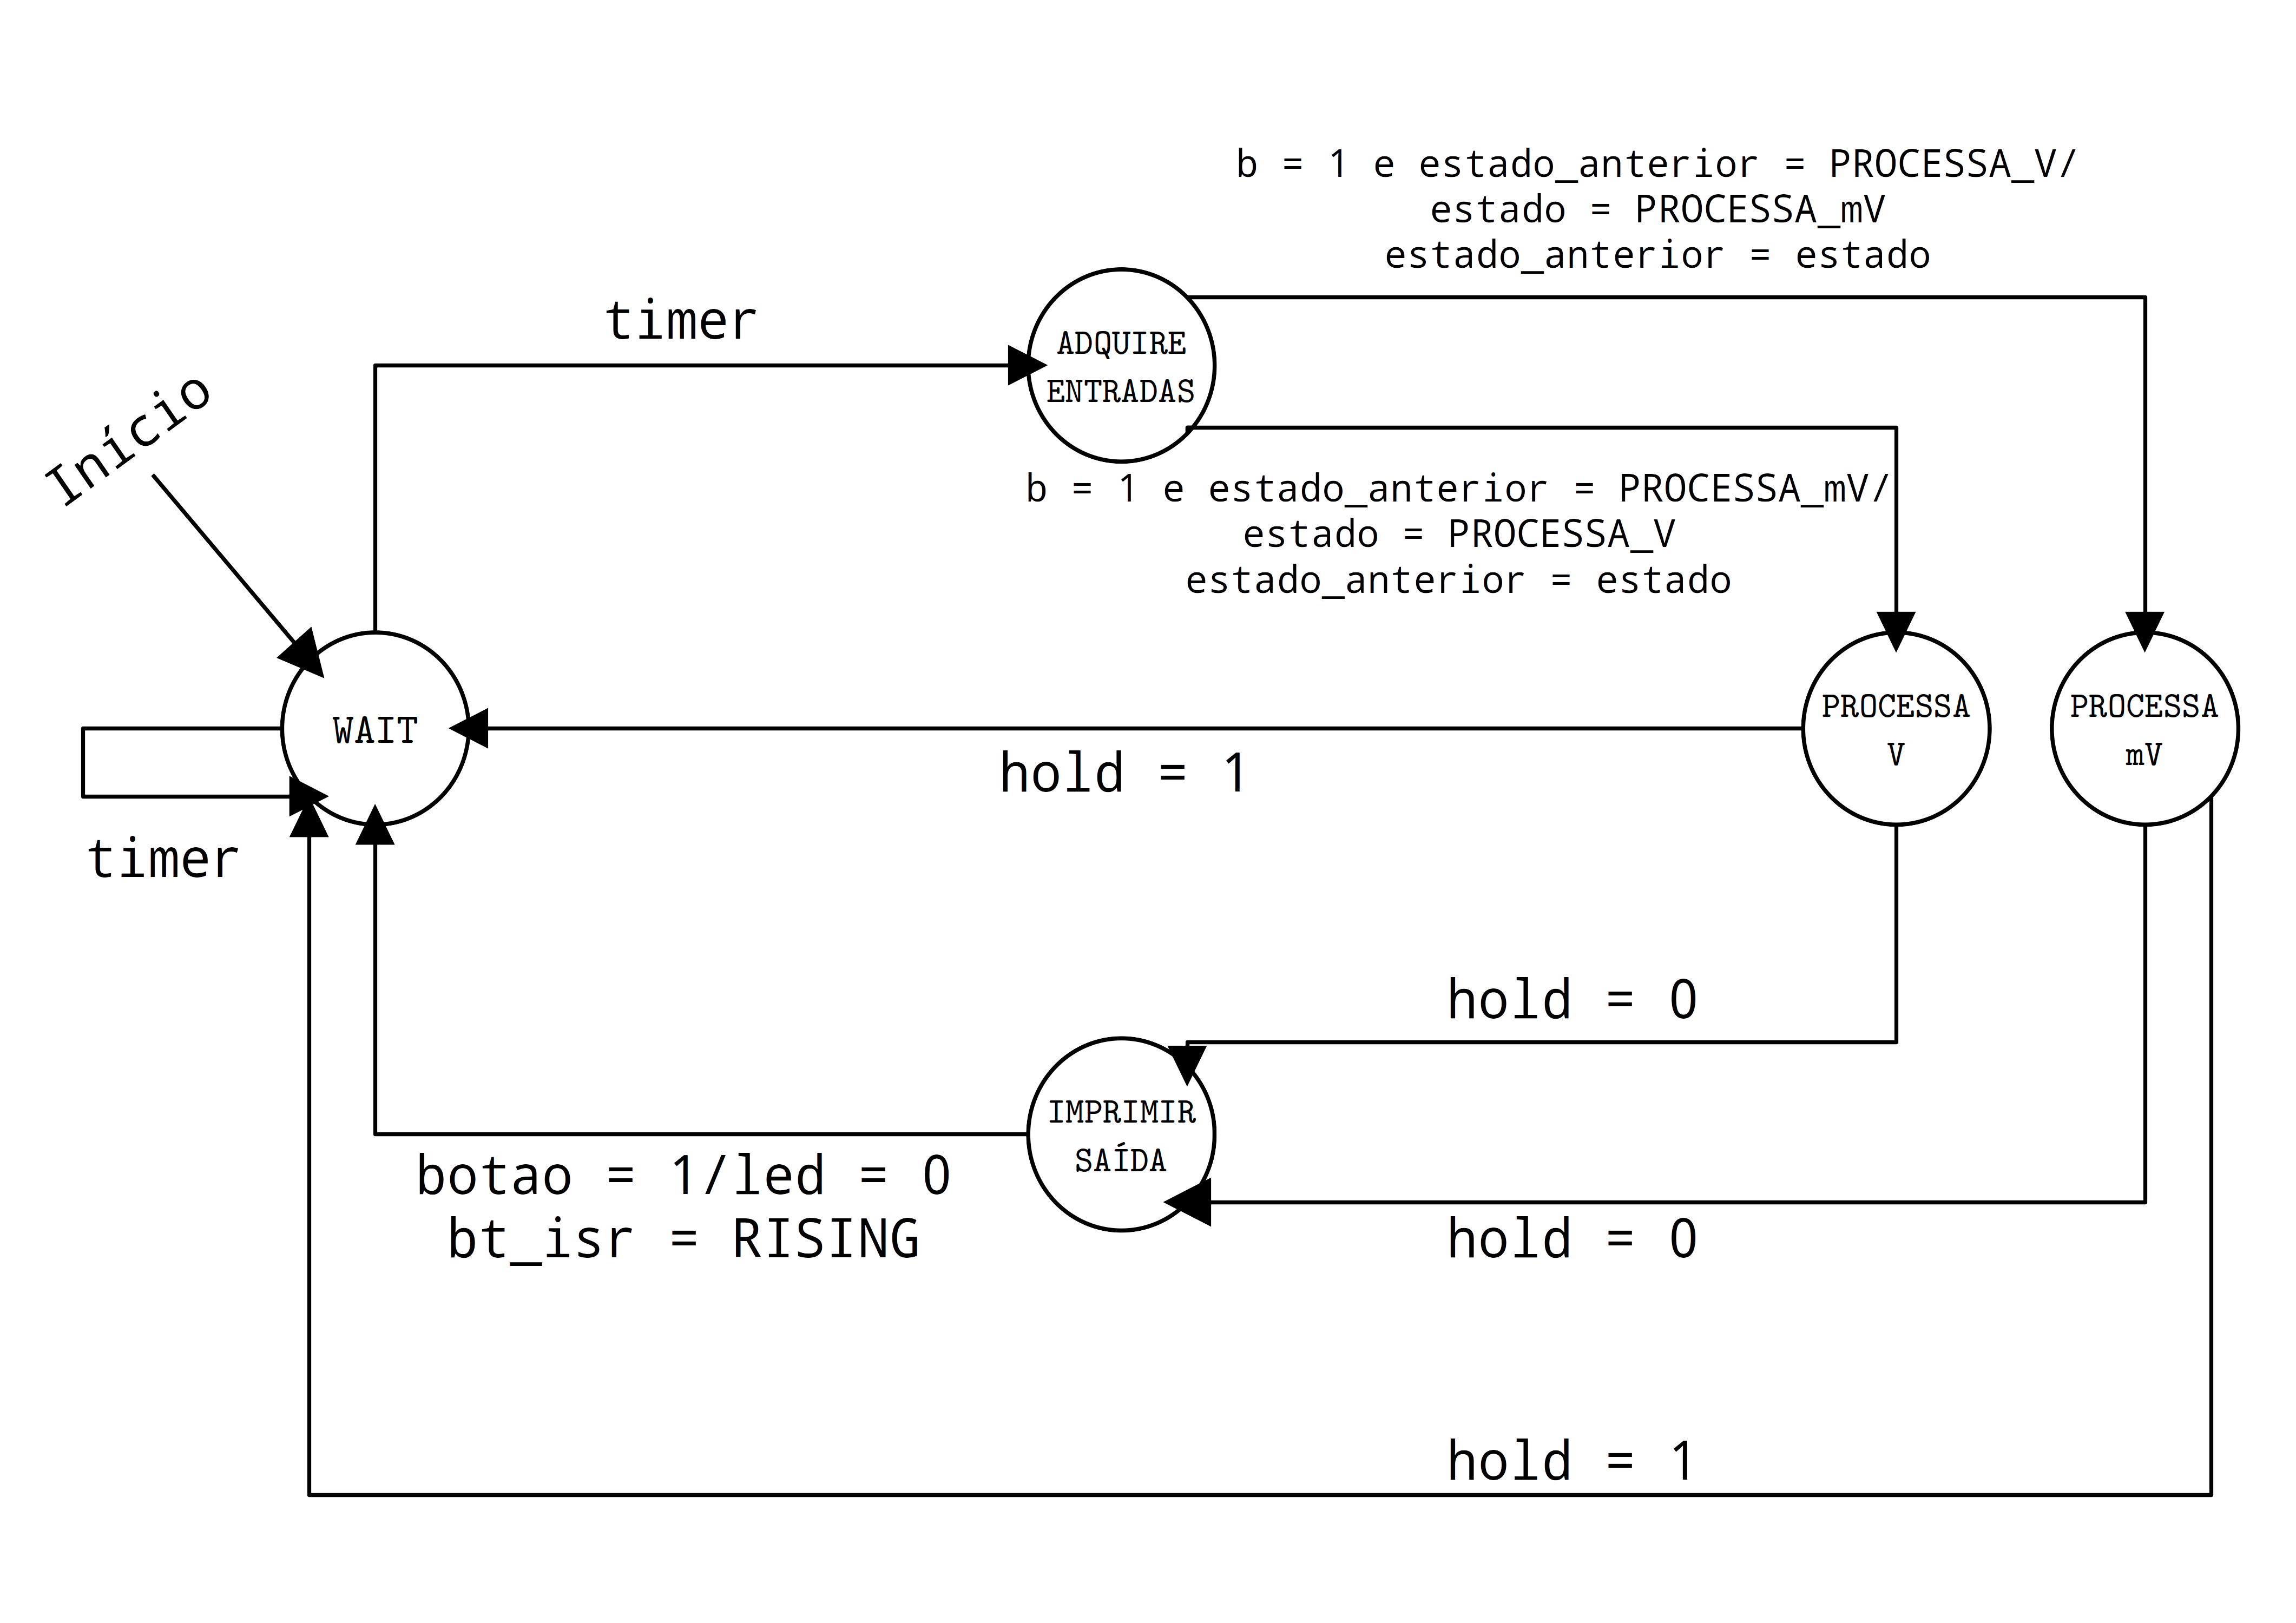 b = 1 e estado_anterior = PROCESSA_V/
estado = PROCESSA_mV
estado_anterior = estado
timer
ADQUIRE
ENTRADAS
Início
b = 1 e estado_anterior = PROCESSA_mV/
estado = PROCESSA_V
estado_anterior = estado
WAIT
PROCESSA
V
PROCESSA
mV
hold = 1
timer
hold = 0
IMPRIMIR
SAÍDA
botao = 1/led = 0
bt_isr = RISING
hold = 0
hold = 1